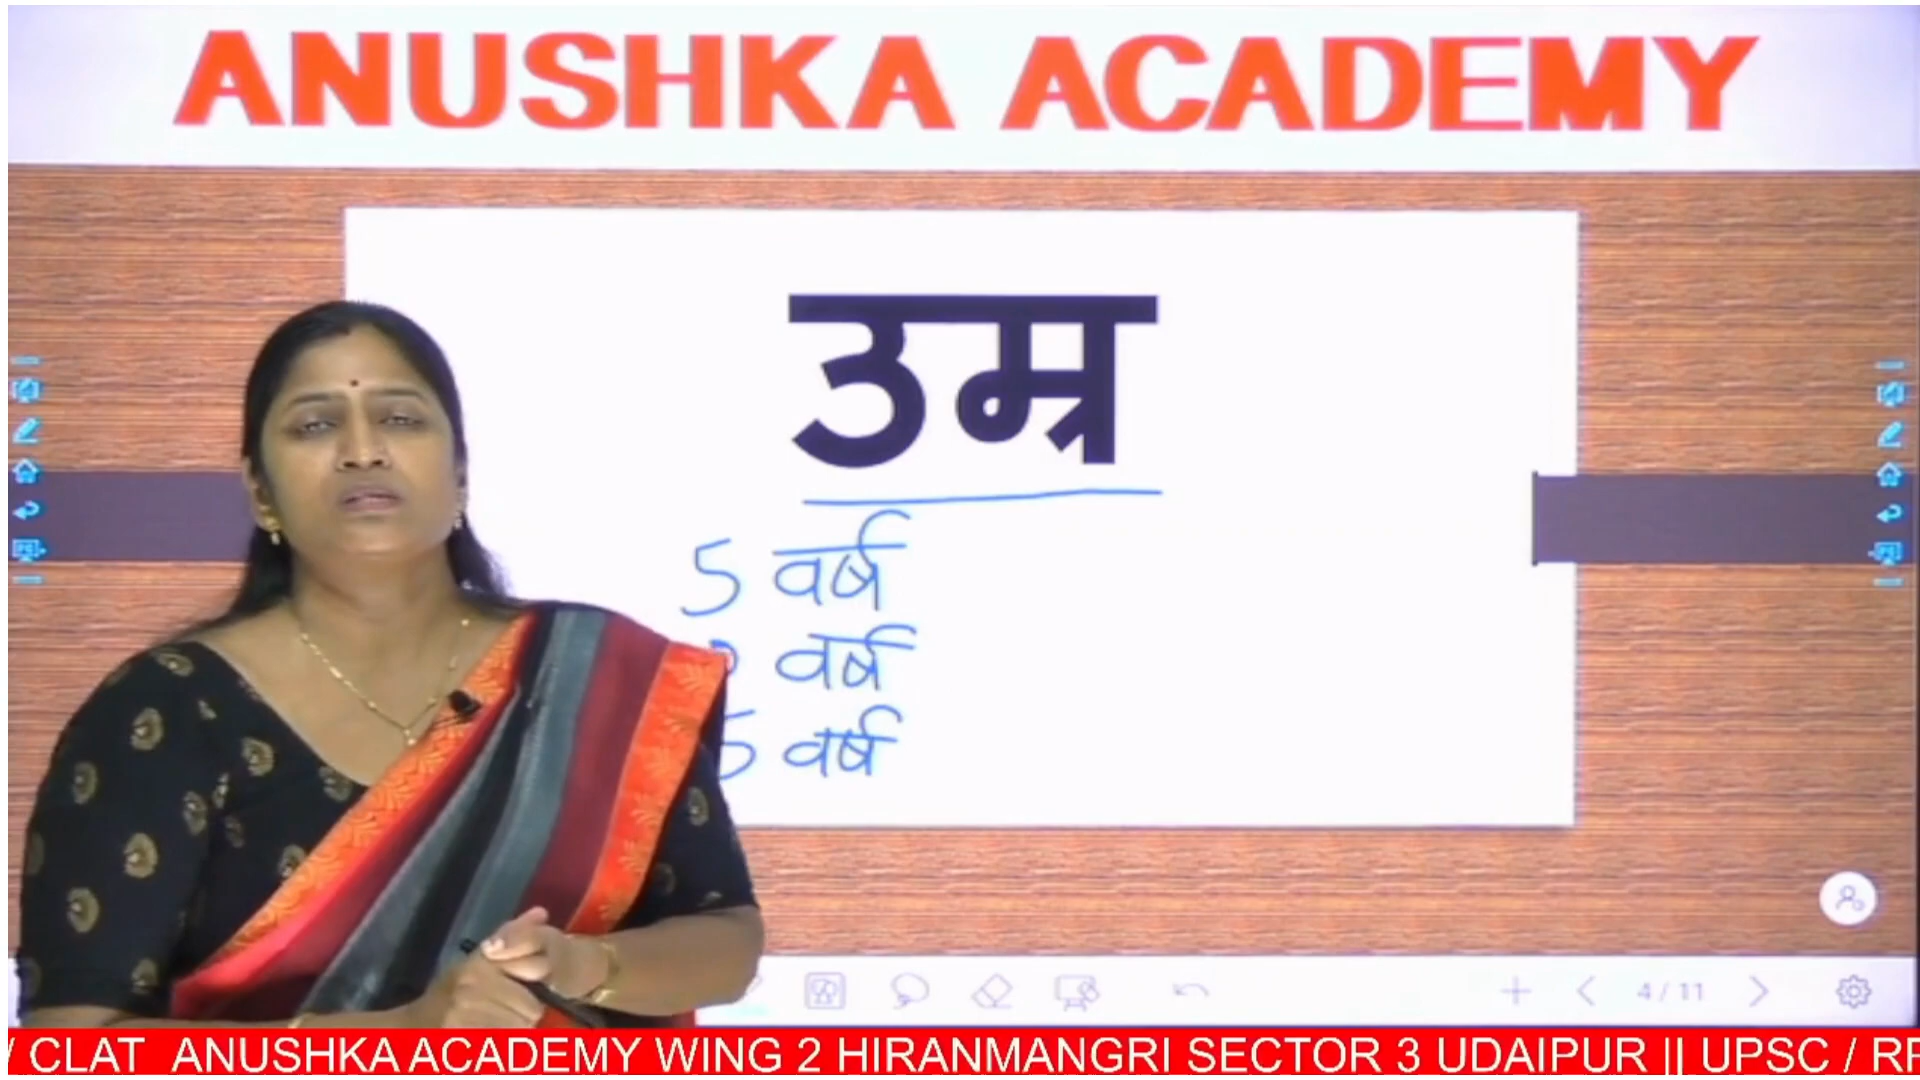 ANUSHKA ACADEMY
उम्र
5 वर्ष
वर्ष
5 वर्ष
4/11
/ CLAT ANUSHKA ACADEMY WING 2 HIRANMANGRI SECTOR 3 UDAIPUR || UPSC /